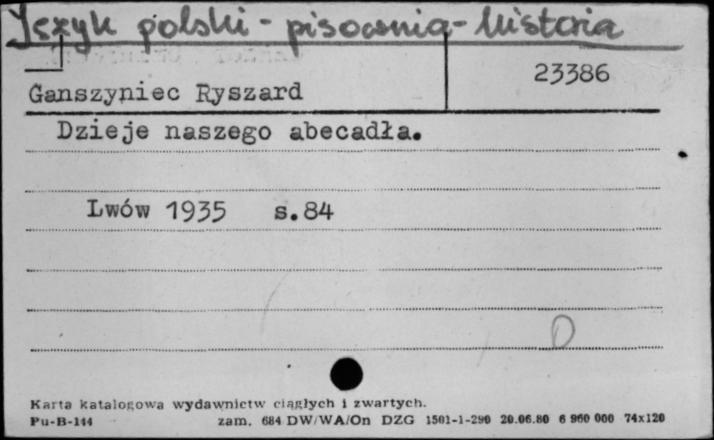 Język polski - pisownia - historia
23386
Ganszyniec Ryszard
Dzieje naszego abecadła.
Lwów 1935 s.84
D
Karta katalogowa wydawnictw ciągłych i zwartych.
Pu-B-144 zam. 684 DW/WA/On DZG 1501-1-290 20.06.80 6 960 000 74x120